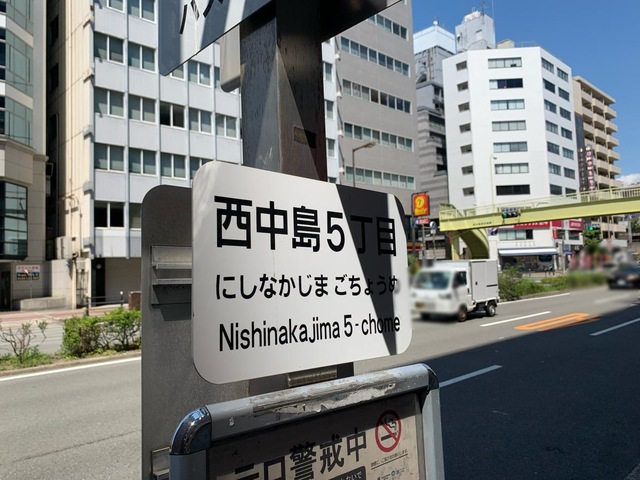 西中島5丁目
にしなかじま ごちょうめ
Nishinakajima 5-chome
警戒中